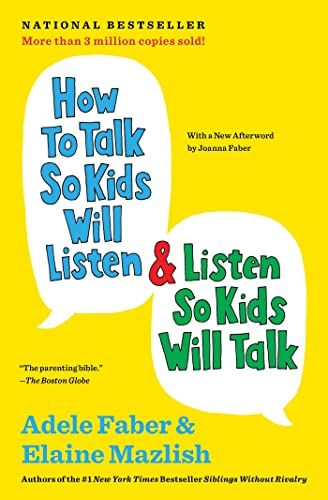 NATIONAL BESTSELLER
More than 3 million copies sold!
How
To Talk
So Kids
Will
Listen
With a New Afterword
by Joanna Faber
& Listen
So Kids
Will Talk
"The parenting bible."
—The Boston Globe
Adele Faber &
Elaine Mazlish
Authors of the #1 New York Times Bestseller Siblings Without Rivalry